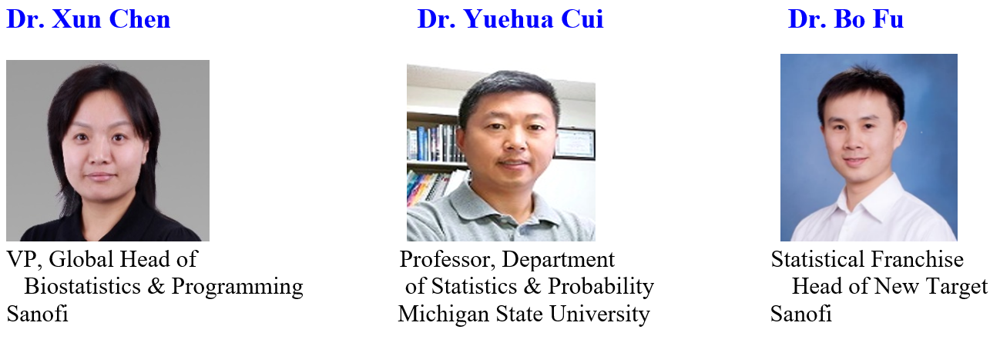 Dr. Xun Chen
Dr. Yuehua Cui
Dr. Bo Fu
VP, Global Head of
Biostatistics & Programming
Sanofi
Professor, Department
of Statistics & Probability
Michigan State University
Statistical Franchise
Head of New Target
Sanofi